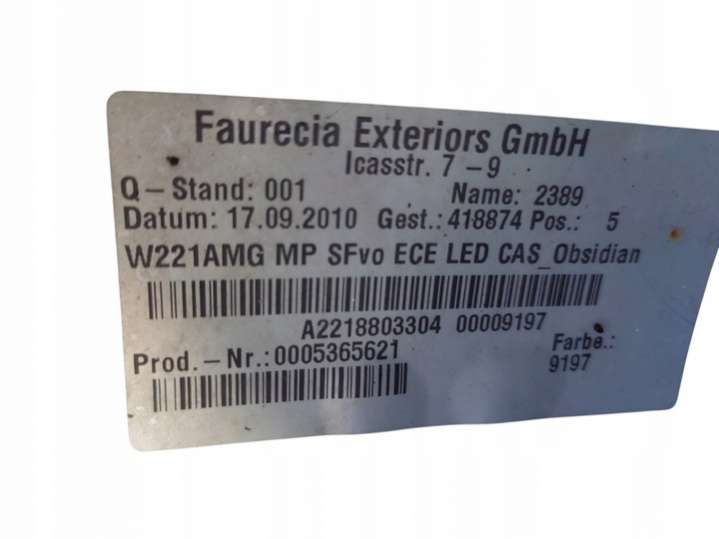 Faurecia Exteriors GmbH
Icasstr. 7 - 9
Q - Stand: 001 Name: 2389
Datum: 17.09.2010 Gest.: 418874 Pos.: 5
W221AMG MP SFvo ECE LED CAS_Obsidian
A2218803304 00009197
Prod.-Nr.:0005365621 Farbe.:
9197